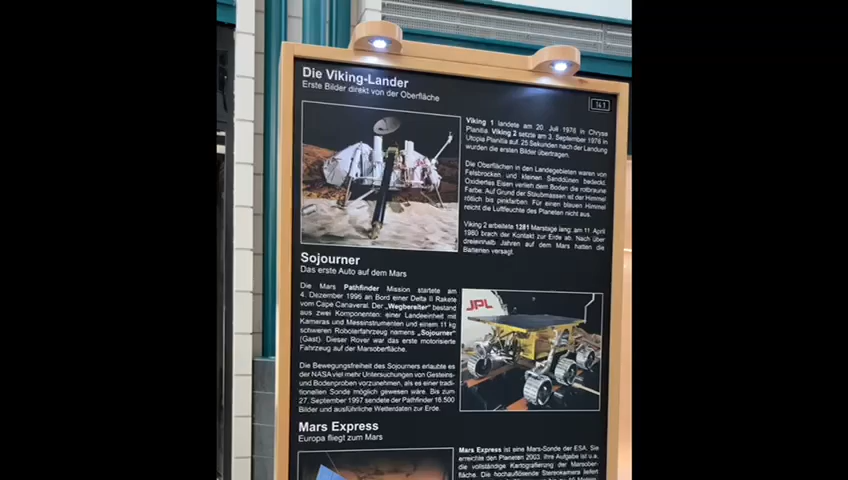 Die Viking-Lander
Erste Bilder direkt von der Oberfläche
14.1
Viking 1 landete am 20. Juli 1976 in Chryse
Planitia. Viking 2 setzte am 3. September 1976 in
Utopia Planitia auf. 25 Sekunden nach der Landung
wurden die ersten Bilder übertragen.
Die Oberflächen in den Landegebieten waren von
Felsbrocken und kleinen Sanddünen bedeckt.
Oxidiertes Eisen verlieh dem Boden die rotbraune
Farbe. Auf Grund der Staubmassen ist der Himmel
rötlich bis pinkfarben. Für einen blauen Himmel
reicht die Luftfeuchte des Planeten nicht aus.
Viking 2 arbeitete 1281 Marstage lang: am 11. April
1980 brach der Kontakt zur Erde ab. Nach über
dreieinhalb Jahren auf dem Mars hatten die
Batterien versagt.
Sojourner
Das erste Auto auf dem Mars
Die Mars Pathfinder Mission startete am
4. Dezember 1996 an Bord einer Delta II Rakete
vom Cape Canaveral. Der „Wegbereiter" bestand
aus zwei Komponenten: einer Landeeinheit mit
Kameras und Messinstrumenten und einem 11 kg
schweren Roboterfahrzeug namens „Sojourner"
(Gast). Dieser Rover war das erste motorisierte
Fahrzeug auf der Marsoberfläche.
Die Bewegungsfreiheit des Sojourners erlaubte es
der NASA viel mehr Untersuchungen von Gesteins-
und Bodenproben vorzunehmen, als es einer tradi-
tionellen Sonde möglich gewesen wäre. Bis zum
27. September 1997 sendete der Pathfinder 16.500
Bilder und ausführliche Wetterdaten zur Erde.
JPL
Mars Express
Europa fliegt zum Mars
Mars Express ist eine Mars-Sonde der ESA. Sie
erreichte den Planeten 2003. Ihre Aufgabe ist u.a.
die vollständige Kartografierung der Marsober-
fläche. Die hochauflösende Stereokamera liefert